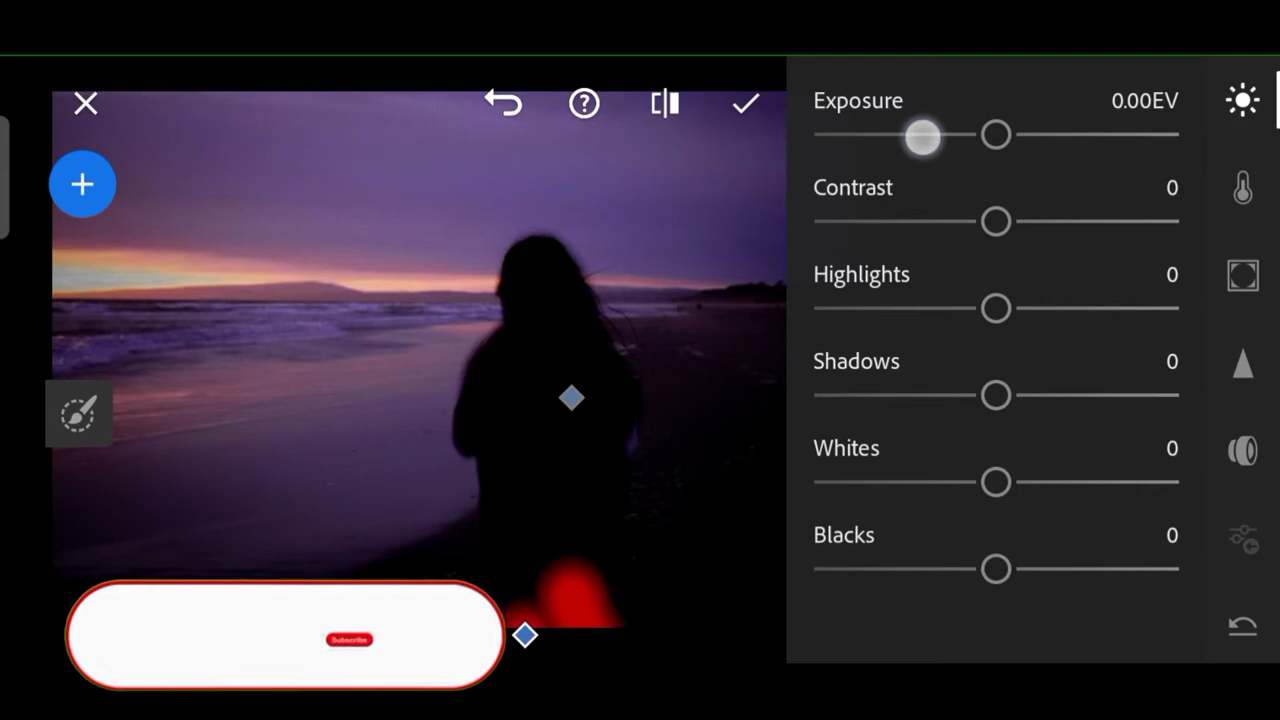 Exposure 0.00EV
Contrast 0
Highlights 0
Shadows 0
Whites 0
Blacks 0
Subscribe